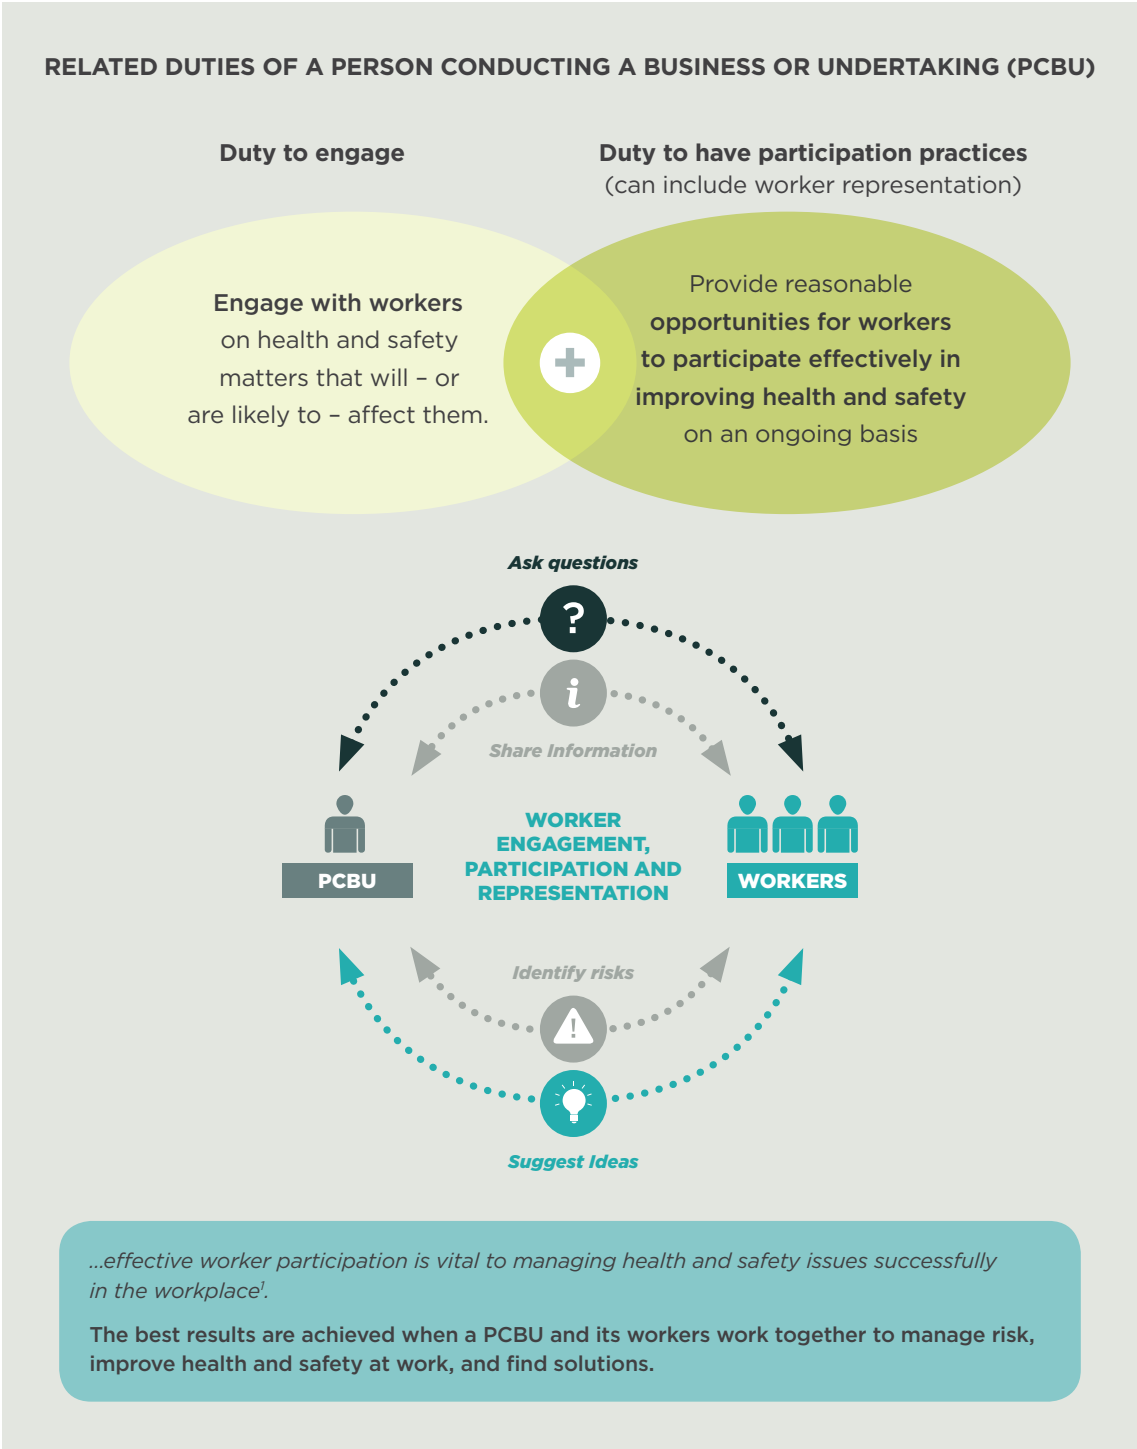 RELATED DUTIES OF A PERSON CONDUCTING A BUSINESS OR UNDERTAKING (PCBU)
Duty to engage
Engage with workers
on health and safety
matters that will – or
are likely to – affect them.
Duty to have participation practices
(can include worker representation)
Provide reasonable
opportunities for workers
to participate effectively in
improving health and safety
on an ongoing basis
Ask questions
?
i
Share Information
PCBU
WORKER
ENGAGEMENT,
PARTICIPATION AND
REPRESENTATION
WORKERS
Identify risks
!
Suggest Ideas
...effective worker participation is vital to managing health and safety issues successfully
in the workplace¹.
The best results are achieved when a PCBU and its workers work together to manage risk,
improve health and safety at work, and find solutions.